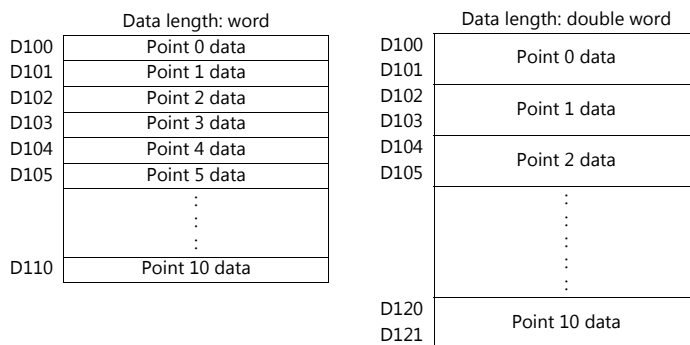 Data length: word
D100 Point 0 data
D101 Point 1 data
D102 Point 2 data
D103 Point 3 data
D104 Point 4 data
D105 Point 5 data
D110 Point 10 data
Data length: double word
D100
Point 0 data
D101
D102
Point 1 data
D103
D104
Point 2 data
D105
D120
Point 10 data
D121